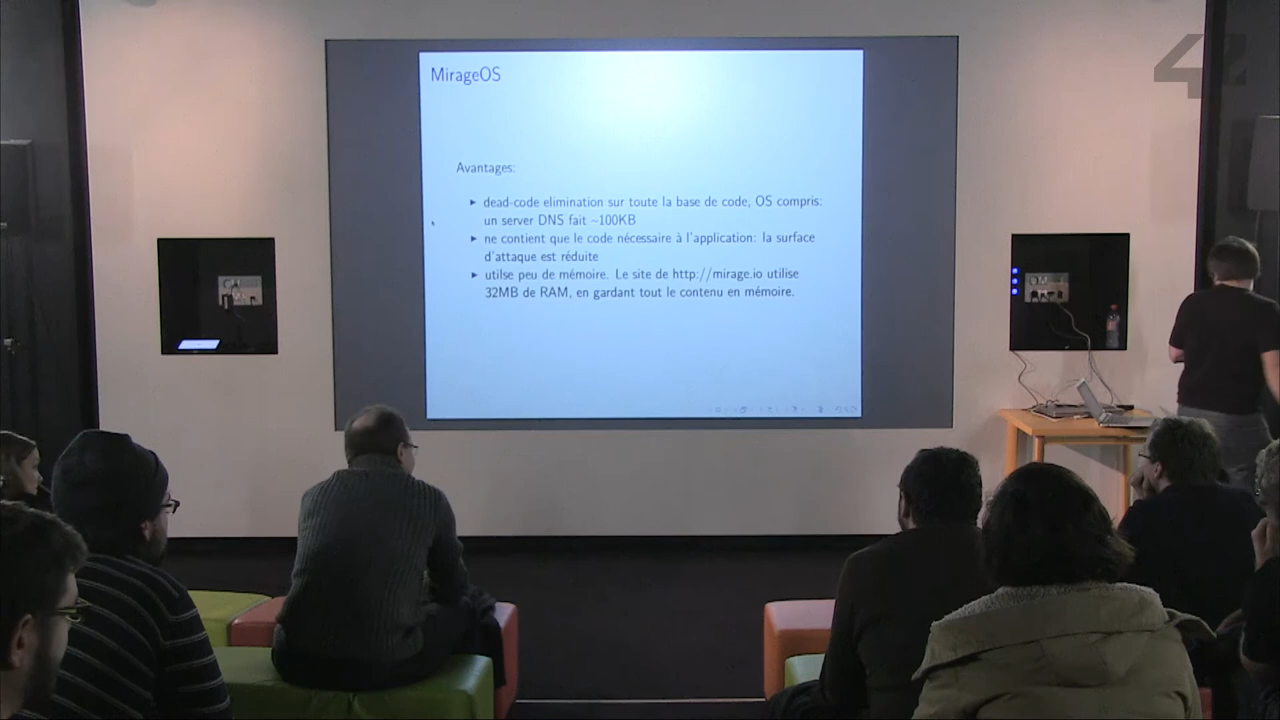 42
MirageOS
Avantages:
► dead-code elimination sur toute la base de code, OS compris:
un server DNS fait ~100KB
► ne contient que le code nécessaire à l'application: la surface
d'attaque est réduite
► utilse peu de mémoire. Le site de http://mirage.io utilise
32MB de RAM, en gardant tout le contenu en mémoire.